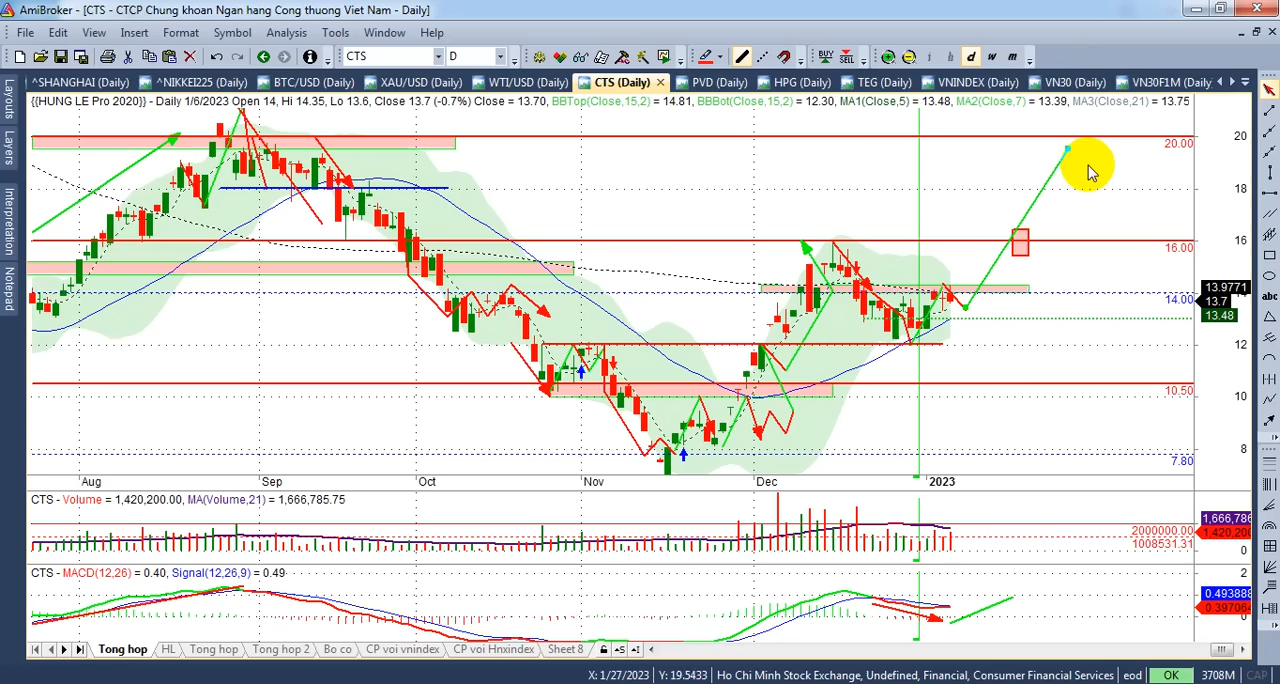 AmiBroker - [CTS - CTCP Chung khoan Ngan hang Cong thuong Viet Nam - Daily]
File Edit View Insert Format Symbol Analysis Tools Window Help
CTS D BUY SELL i h d w m
^SHANGHAI (Daily) ^NIKKEI225 (Daily) BTC/USD (Daily) XAU/USD (Daily) WTI/USD (Daily) CTS (Daily) PVD (Daily) HPG (Daily) TEG (Daily) VNINDEX (Daily) VN30 (Daily) VN30F1M (Daily)
Layouts
Layers
Interpretation
Notepad
{{HUNG LE Pro 2020}} - Daily 1/6/2023 Open 14, Hi 14.35, Lo 13.6, Close 13.7 (-0.7%) Close = 13.70, BBTop(Close,15,2) = 14.81, BBBot(Close,15,2) = 12.30, MA1(Close,5) = 13.48, MA2(Close,7) = 13.39, MA3(Close,21) = 13.75
20
20.00
18
16
16.00
13.9771
14.00
13.7
13.48
12
10.50
10
8
7.80
Aug Sep Oct Nov Dec 2023
CTS - Volume = 1,420,200.00, MA(Volume,21) = 1,666,785.75
1,666,786
2000000.00
1,420,200
1008531.31
0
CTS - MACD(12,26) = 0.40, Signal(12,26,9) = 0.49
2
0.493888
0.397064
0
Tong hop HL Tong hop Tong hop 2 Bo co CP voi vnindex CP voi Hnxindex Sheet 8
X: 1/27/2023 Y: 19.5433 Ho Chi Minh Stock Exchange, Undefined, Financial, Consumer Financial Services eod OK 3708M CAP